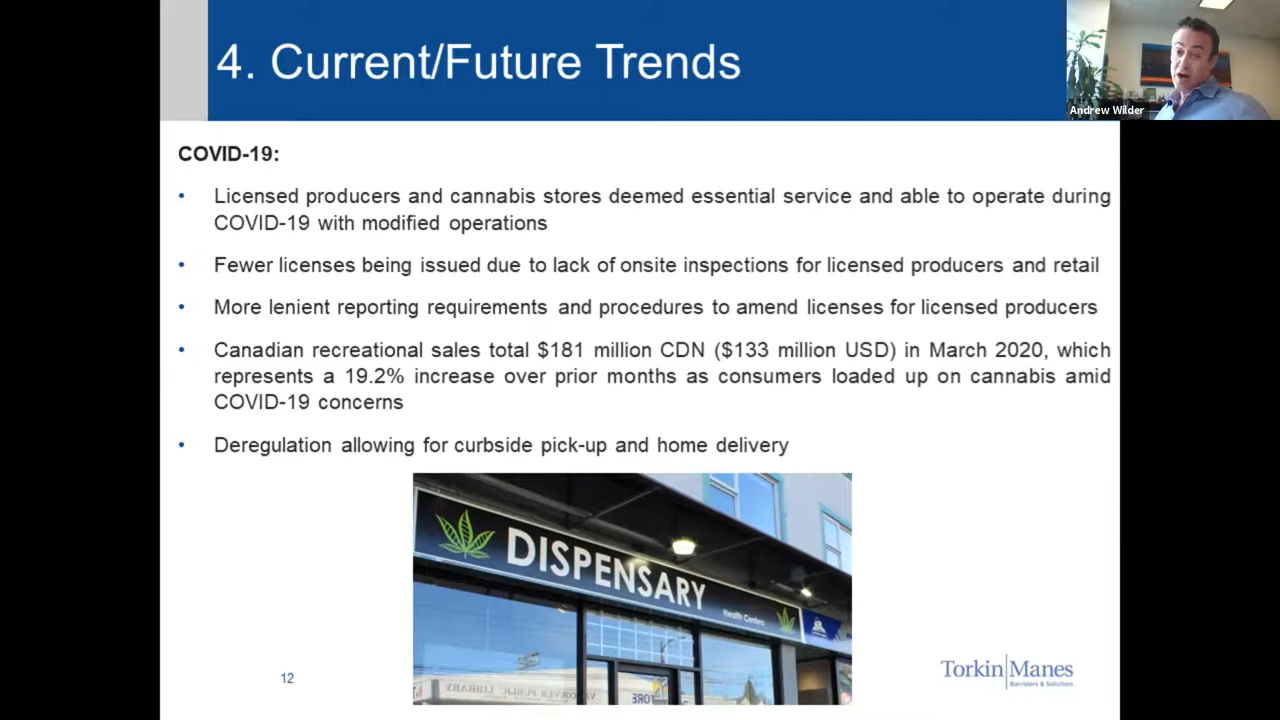 4. Current/Future Trends
Andrew Wilder
COVID-19:
• Licensed producers and cannabis stores deemed essential service and able to operate during
COVID-19 with modified operations
• Fewer licenses being issued due to lack of onsite inspections for licensed producers and retail
• More lenient reporting requirements and procedures to amend licenses for licensed producers
• Canadian recreational sales total $181 million CDN ($133 million USD) in March 2020, which
represents a 19.2% increase over prior months as consumers loaded up on cannabis amid
COVID-19 concerns
• Deregulation allowing for curbside pick-up and home delivery
DISPENSARY
Health Centers
VANCOUVER PUBLIC LIBRARY
12
Torkin Manes
Barristers & Solicitors